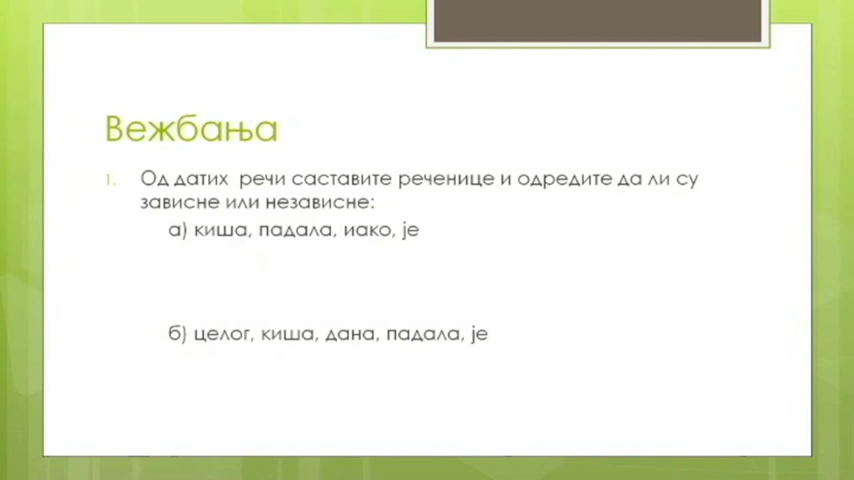 Вежбања
1. Од датих речи саставите реченице и одредите да ли су
зависне или независне:
а) киша, падала, иако, је
б) целог, киша, дана, падала, је